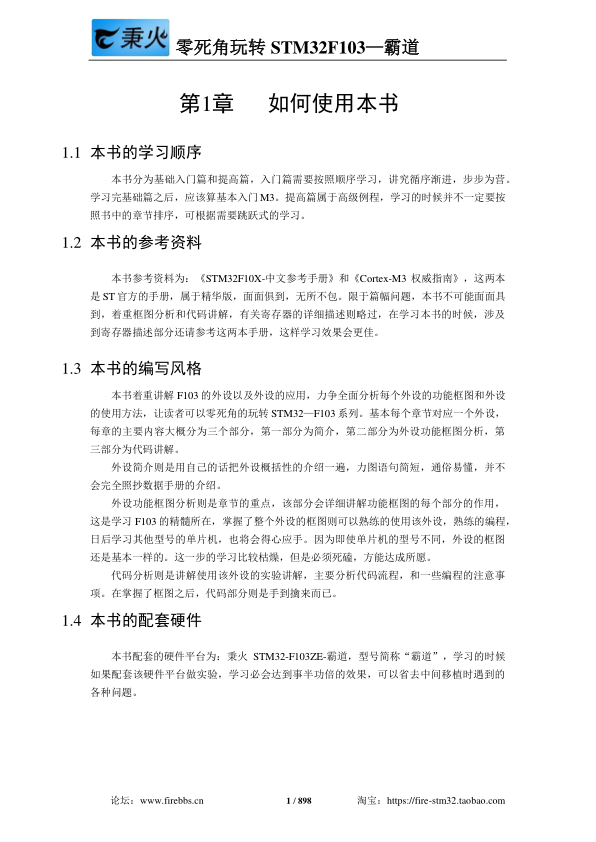 秉火 零死角玩转 STM32F103—霸道
第1章 如何使用本书
1.1 本书的学习顺序
本书分为基础入门篇和提高篇，入门篇需要按照顺序学习，讲究循序渐进，步步为营。
学习完基础篇之后，应该算基本入门 M3。提高篇属于高级例程，学习的时候并不一定要按
照书中的章节排序，可根据需要跳跃式的学习。
1.2 本书的参考资料
本书参考资料为：《STM32F10X-中文参考手册》和《Cortex-M3 权威指南》，这两本
是 ST 官方的手册，属于精华版，面面俱到，无所不包。限于篇幅问题，本书不可能面面具
到，着重框图分析和代码讲解，有关寄存器的详细描述则略过，在学习本书的时候，涉及
到寄存器描述部分还请参考这两本手册，这样学习效果会更佳。
1.3 本书的编写风格
本书着重讲解 F103 的外设以及外设的应用，力争全面分析每个外设的功能框图和外设
的使用方法，让读者可以零死角的玩转 STM32—F103 系列。基本每个章节对应一个外设，
每章的主要内容大概分为三个部分，第一部分为简介，第二部分为外设功能框图分析，第
三部分为代码讲解。
外设简介则是用自己的话把外设概括性的介绍一遍，力图语句简短，通俗易懂，并不
会完全照抄数据手册的介绍。
外设功能框图分析则是章节的重点，该部分会详细讲解功能框图的每个部分的作用，
这是学习 F103 的精髓所在，掌握了整个外设的框图则可以熟练的使用该外设，熟练的编程，
日后学习其他型号的单片机，也将会得心应手。因为即使单片机的型号不同，外设的框图
还是基本一样的。这一步的学习比较枯燥，但是必须死磕，方能达成所愿。
代码分析则是讲解使用该外设的实验讲解，主要分析代码流程，和一些编程的注意事
项。在掌握了框图之后，代码部分则是手到擒来而已。
1.4 本书的配套硬件
本书配套的硬件平台为：秉火 STM32-F103ZE-霸道，型号简称“霸道”，学习的时候
如果配套该硬件平台做实验，学习必会达到事半功倍的效果，可以省去中间移植时遇到的
各种问题。
论坛：www.firebbs.cn 1 / 898 淘宝：https://fire-stm32.taobao.com